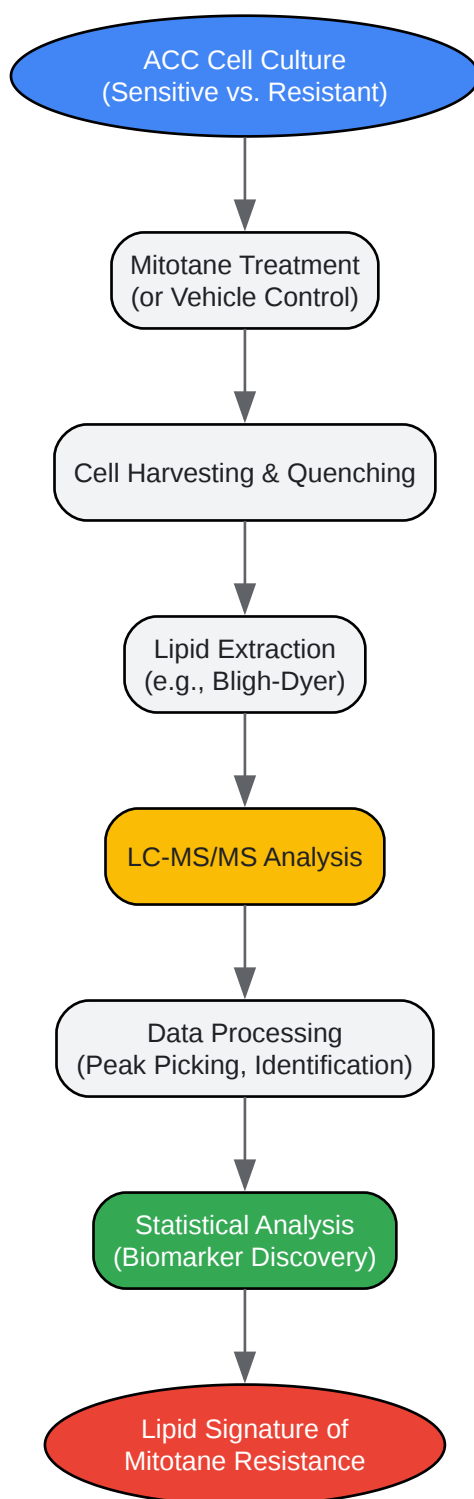 ACC Cell Culture
(Sensitive vs. Resistant)
Mitotane Treatment
(or Vehicle Control)
Cell Harvesting & Quenching
Lipid Extraction
(e.g., Bligh-Dyer)
LC-MS/MS Analysis
Data Processing
(Peak Picking, Identification)
Statistical Analysis
(Biomarker Discovery)
Lipid Signature of
Mitotane Resistance